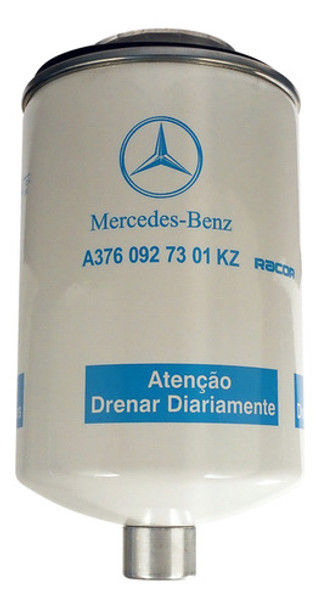 Mercedes-Benz
A376 092 73 01 KZ
RACOR
Atenção
Drenar Diariamente